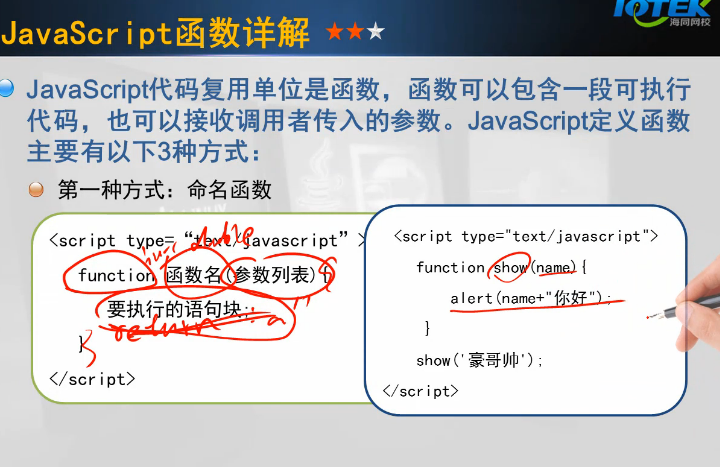 IOTEK
海同网校
JavaScript函数详解
JavaScript代码复用单位是函数，函数可以包含一段可执行
代码，也可以接收调用者传入的参数。JavaScript定义函数
主要有以下3种方式：
第一种方式：命名函数
<script type=“text/javascript” >
function 函数名(参数列表){
要执行的语句块;
return
}
</script>
<script type="text/javascript">
function show(name){
alert(name+"你好");
}
show('豪哥帅');
</script>